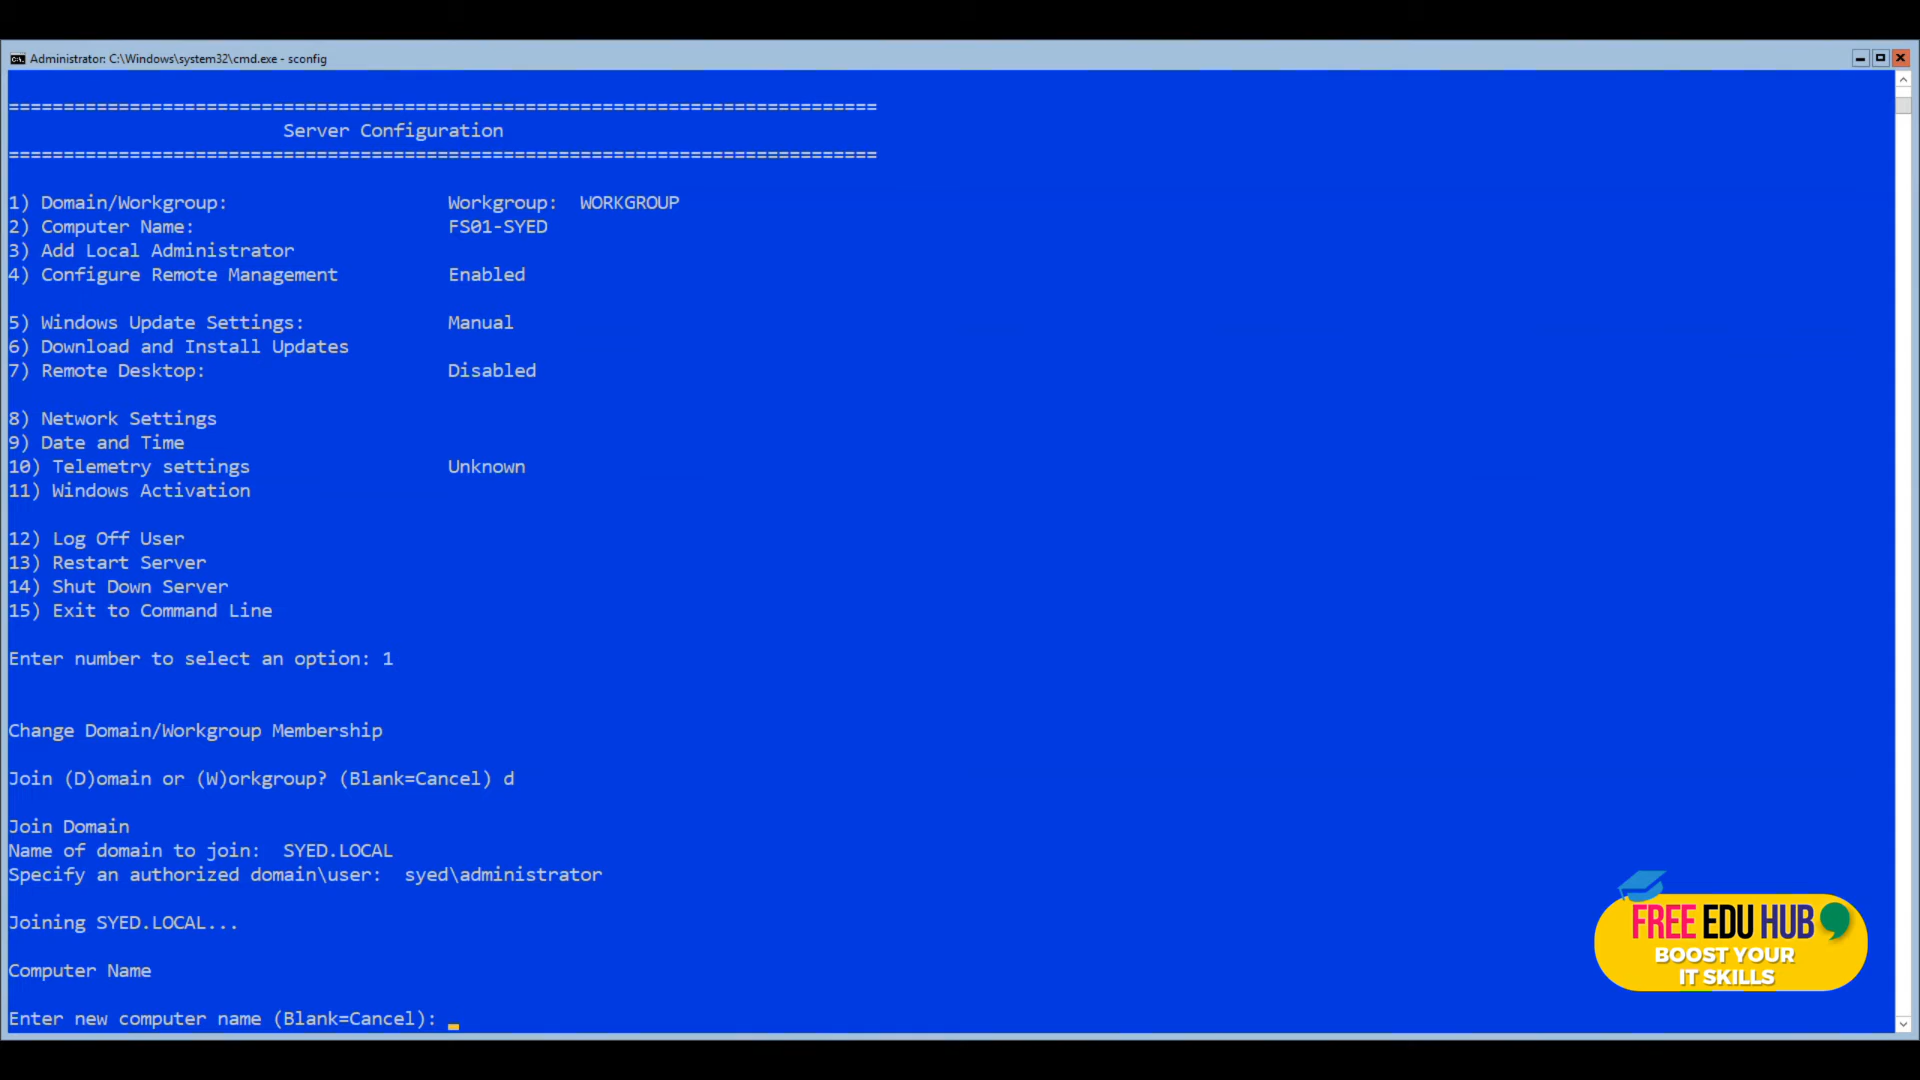 Administrator: C:\Windows\system32\cmd.exe - sconfig
===============================================================================
Server Configuration
===============================================================================
1) Domain/Workgroup: Workgroup: WORKGROUP
2) Computer Name: FS01-SYED
3) Add Local Administrator
4) Configure Remote Management Enabled
5) Windows Update Settings: Manual
6) Download and Install Updates
7) Remote Desktop: Disabled
8) Network Settings
9) Date and Time
10) Telemetry settings Unknown
11) Windows Activation
12) Log Off User
13) Restart Server
14) Shut Down Server
15) Exit to Command Line
Enter number to select an option: 1
Change Domain/Workgroup Membership
Join (D)omain or (W)orkgroup? (Blank=Cancel) d
Join Domain
Name of domain to join: SYED.LOCAL
Specify an authorized domain\user: syed\administrator
Joining SYED.LOCAL...
Computer Name
Enter new computer name (Blank=Cancel):
FREE EDU HUB
BOOST YOUR
IT SKILLS